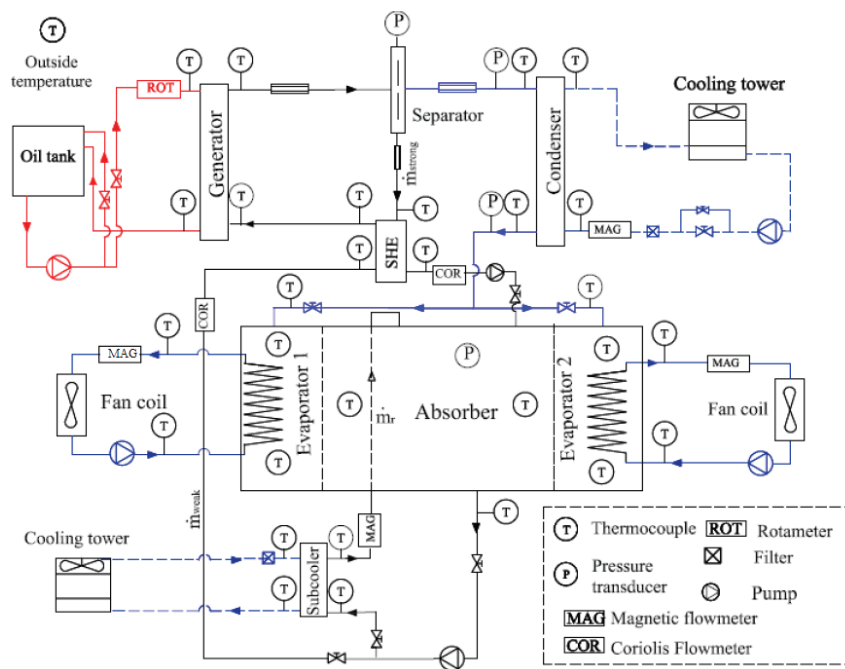 T
Outside
temperature
P
T
ROT
T
T
P
T
T
Cooling tower
Oil tank
Generator
Separator
Condenser
ṁstrong
T
T
T
T
P
T
T
MAG
SHE
T
T
COR
COR
T
T
T
MAG
T
T
P
T
MAG
Fan coil
T
Evaporator 1
T
T
ṁr
Absorber
T
Evaporator 2
T
T
Fan coil
ṁweak
T
Cooling tower
T
T
MAG
Subcooler
T
T
T Thermocouple
ROT Rotameter
Filter
P Pressure
transducer
Pump
MAG Magnetic flowmeter
COR Coriolis Flowmeter